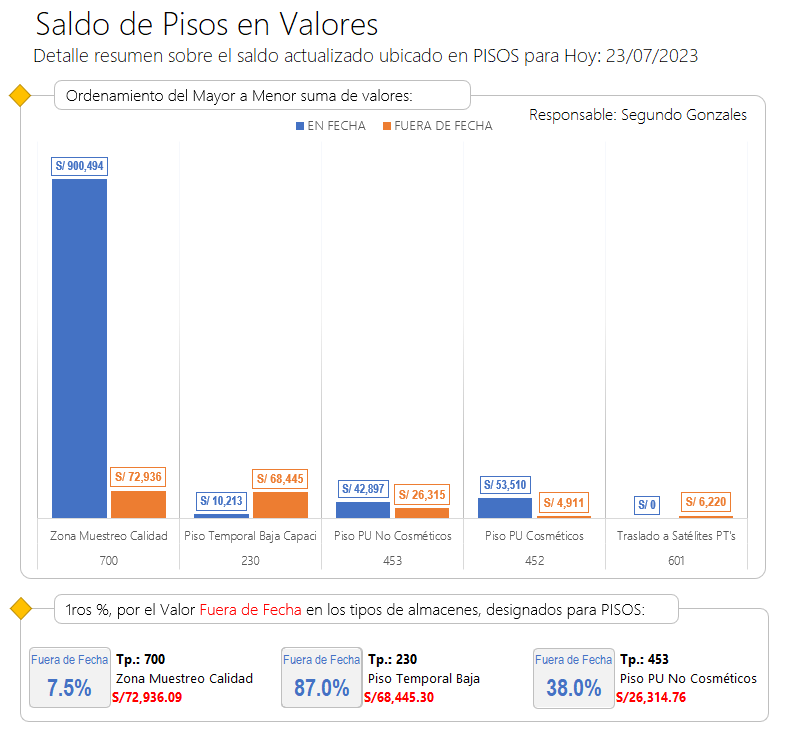 Saldo de Pisos en Valores
Detalle resumen sobre el saldo actualizado ubicado en PISOS para Hoy: 23/07/2023
Ordenamiento del Mayor a Menor suma de valores:
Responsable: Segundo Gonzales
EN FECHA FUERA DE FECHA
S/ 900,494
S/ 72,936
S/ 10,213
S/ 68,445
S/ 42,897
S/ 26,315
S/ 53,510
S/ 4,911
S/ 0
S/ 6,220
Zona Muestreo Calidad Piso Temporal Baja Capaci Piso PU No Cosméticos Piso PU Cosméticos Traslado a Satélites PT's
700 230 453 452 601
1ros %, por el Valor Fuera de Fecha en los tipos de almacenes, designados para PISOS:
Fuera de Fecha
7.5%
Tp.: 700
Zona Muestreo Calidad
S/72,936.09
Fuera de Fecha
87.0%
Tp.: 230
Piso Temporal Baja
S/68,445.30
Fuera de Fecha
38.0%
Tp.: 453
Piso PU No Cosméticos
S/26,314.76